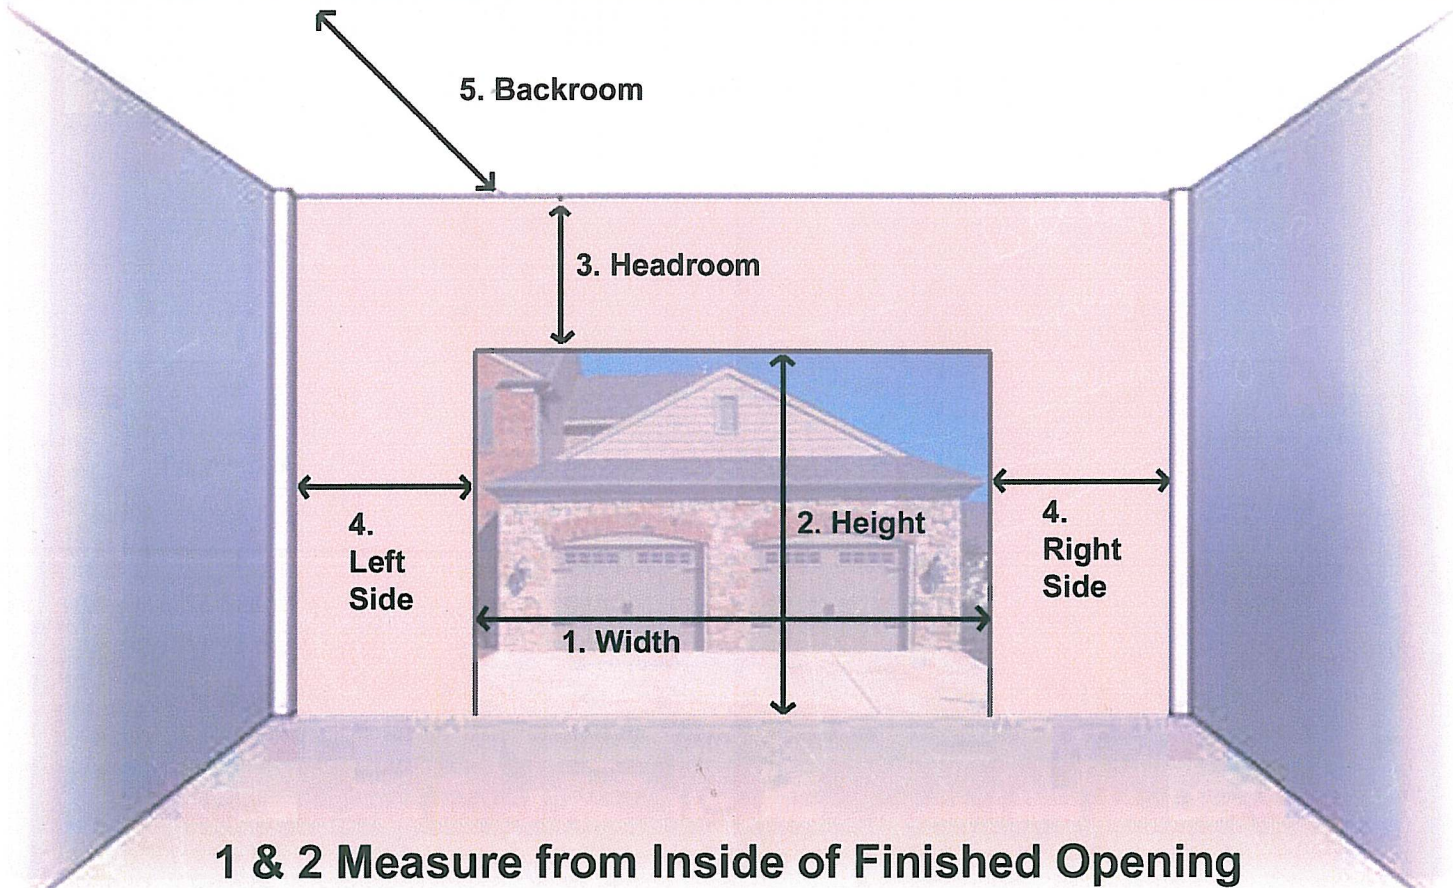 5. Backroom
3. Headroom
2. Height
4.
Left
Side
4.
Right
Side
1. Width
1 & 2 Measure from Inside of Finished Opening